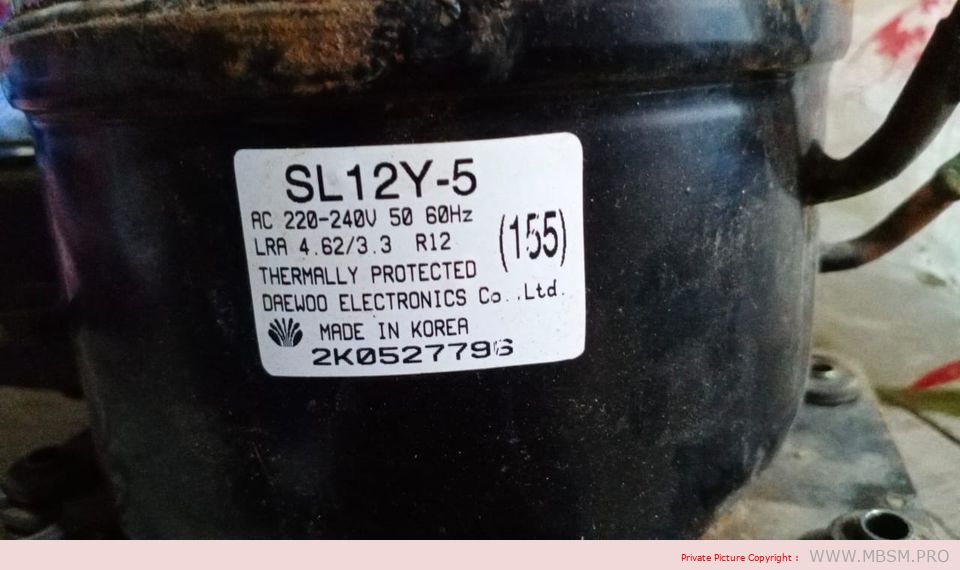 SL12Y-5
AC 220-240V 50 60Hz
LRA 4.62/3.3 R12
(155)
THERMALLY PROTECTED
DAEWOO ELECTRONICS Co.,Ltd.
MADE IN KOREA
2K0527796
Private Picture Copyright : WWW.MBSM.PRO